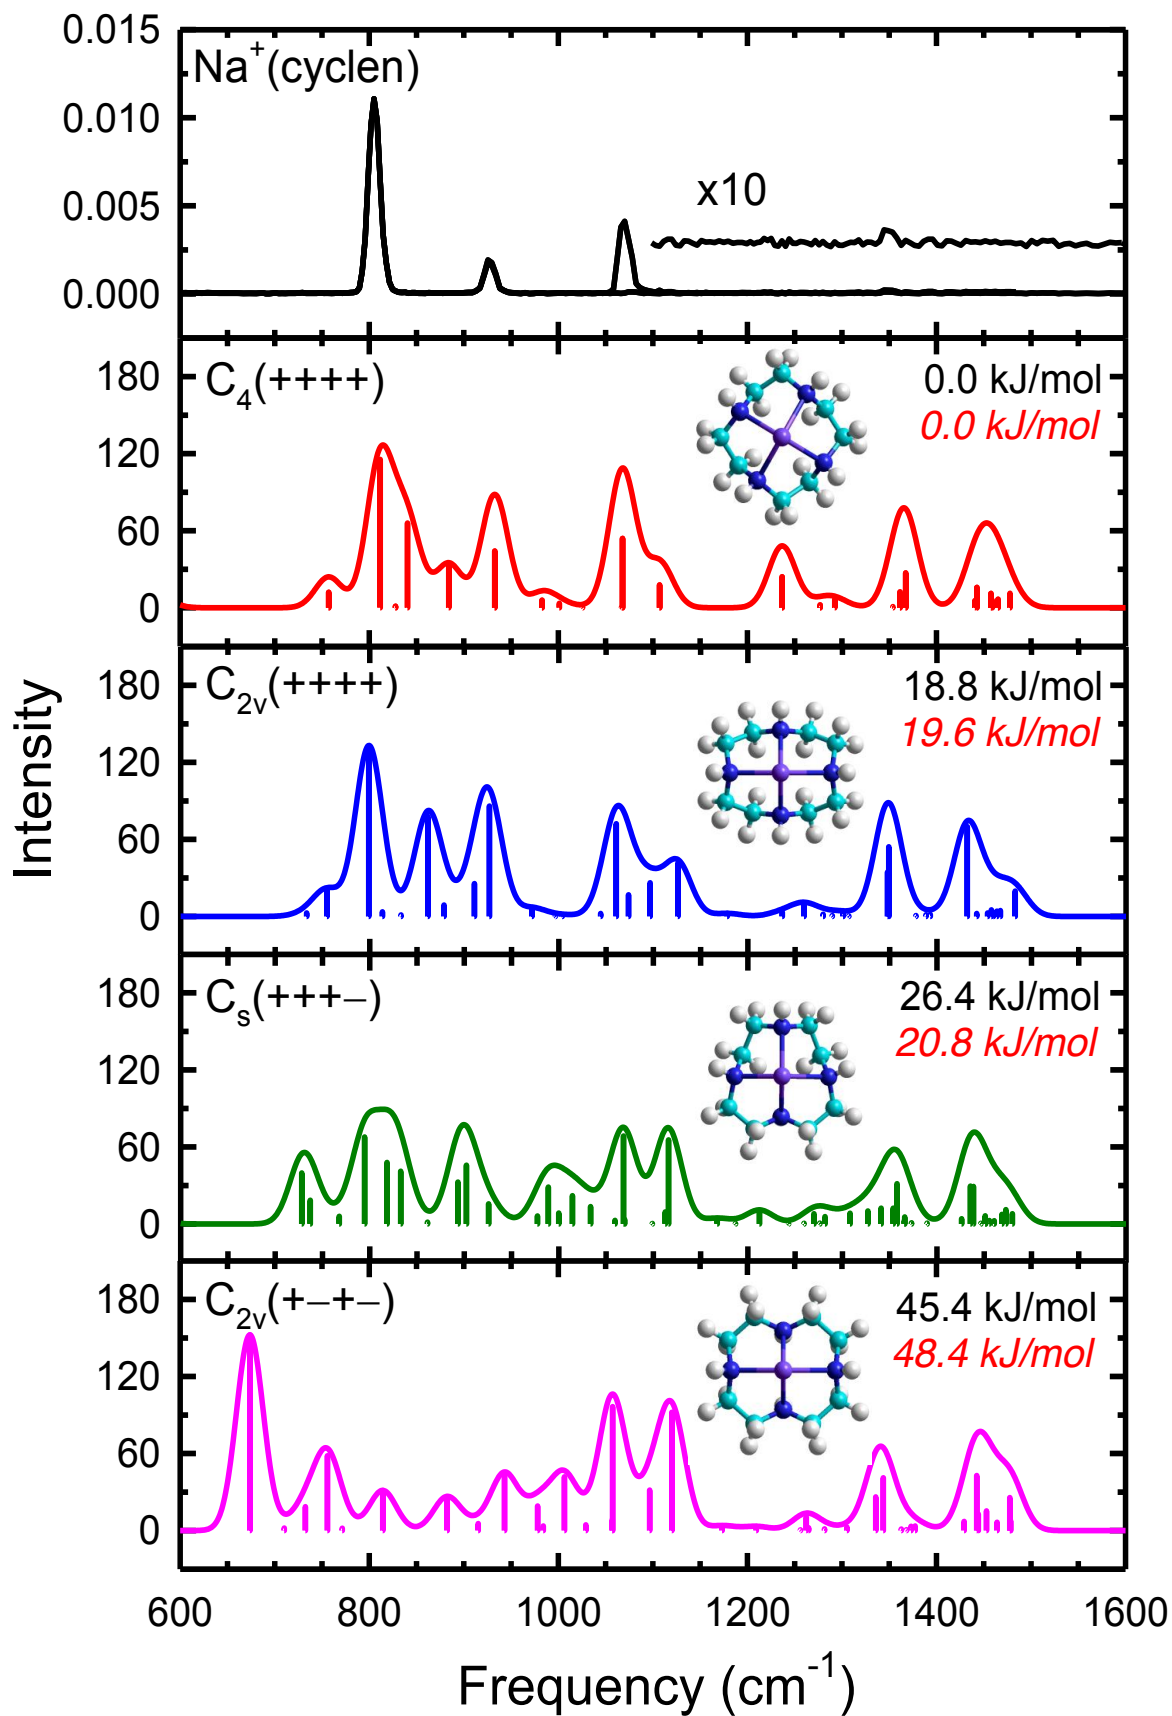 0.015
Na⁺(cyclen)
0.010
x10
0.005
0.000
180
C₄(++++)
0.0 kJ/mol
0.0 kJ/mol
120
60
0
180
C₂ᵥ(++++)
18.8 kJ/mol
19.6 kJ/mol
120
60
0
180
Cₛ(+++−)
26.4 kJ/mol
20.8 kJ/mol
120
60
0
180
C₂ᵥ(+−+−)
45.4 kJ/mol
48.4 kJ/mol
120
60
0
Intensity
600 800 1000 1200 1400 1600
Frequency (cm⁻¹)